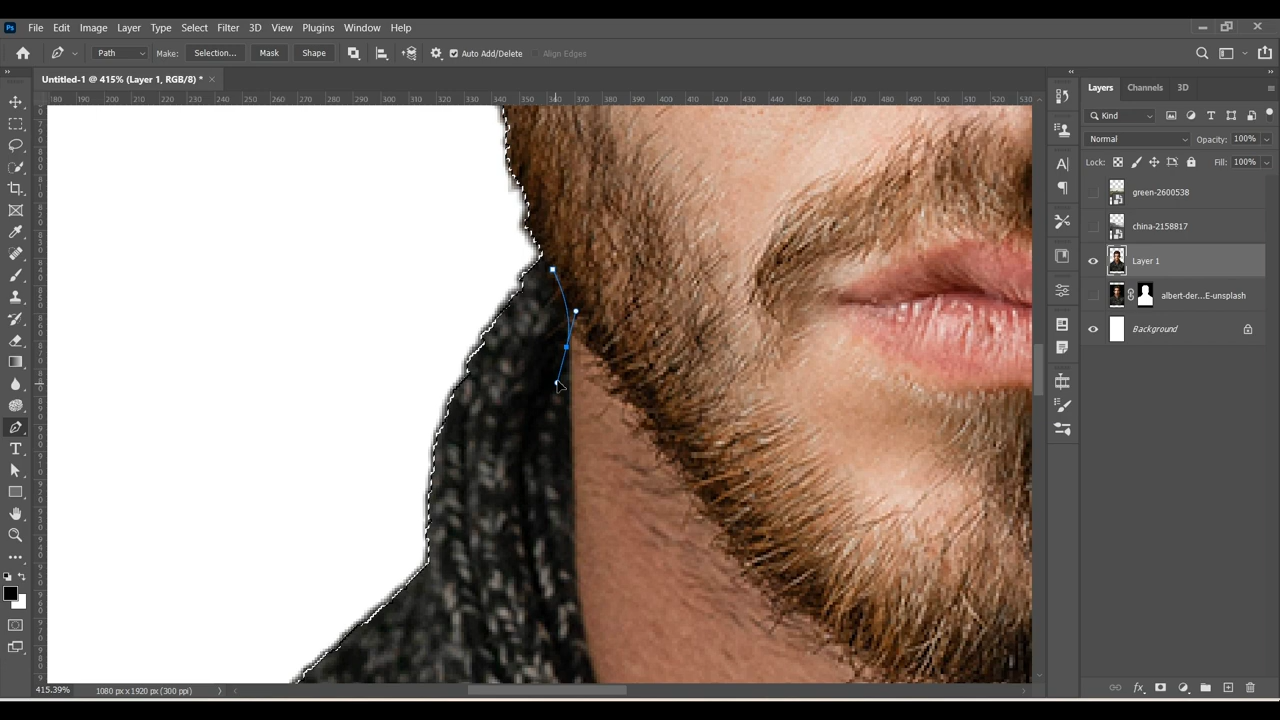 Ps File Edit Image Layer Type Select Filter 3D View Plugins Window Help
Path Make: Selection... Mask Shape Auto Add/Delete Align Edges
Untitled-1 @ 415% (Layer 1, RGB/8) *
180 190 200 210 220 230 240 250 260 270 280 290 300 310 320 330 340 350 360 370 380 390 400 410 420 430 440 450 460 470 480 490 500 510 520 530
Layers Channels 3D
Kind
Normal Opacity: 100%
Lock: Fill: 100%
green-2600538
china-2158817
Layer 1
albert-der...E-unsplash
Background
415.39% 1080 px x 1920 px (300 ppi)